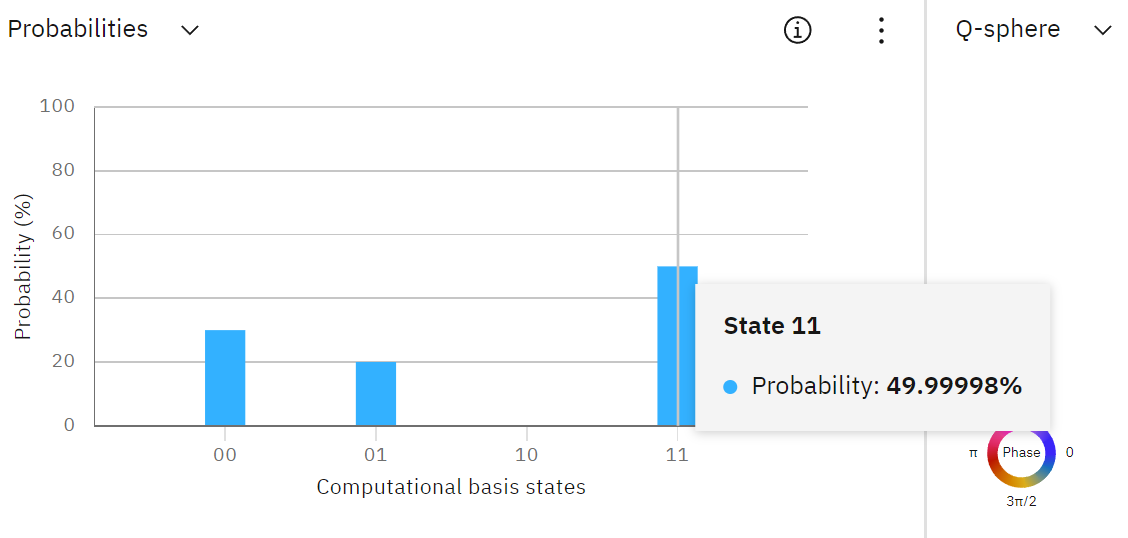 Probabilities
Q-sphere
100
80
60
40
20
0
Probability (%)
00
01
10
11
Computational basis states
State 11
Probability: 49.99998%
π
Phase
0
3π/2